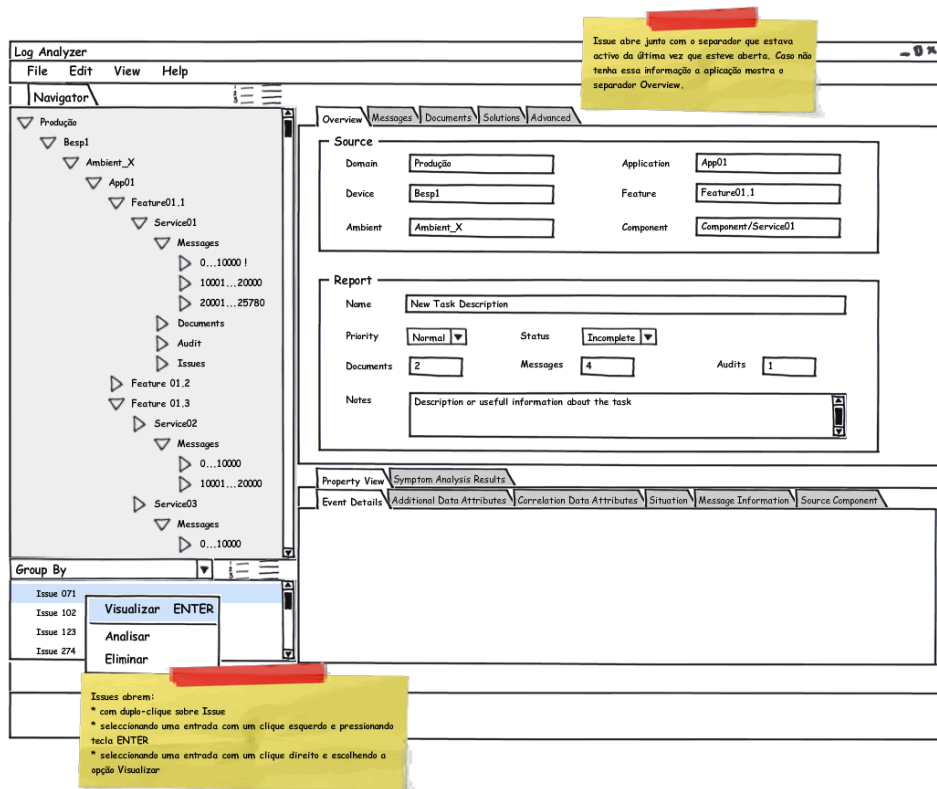 Issue abre junto com o separador que estava
activo da última vez que esteve aberta. Caso não
tenha essa informação a aplicação mostra o
separador Overview.
Log Analyzer
File Edit View Help
Navigator
Produção
Besp1
Ambient_X
App01
Feature01.1
Service01
Messages
0...10000 !
10001...20000
20001...25780
Documents
Audit
Issues
Feature 01.2
Feature 01.3
Service02
Messages
0...10000
10001...20000
Service03
Messages
0...10000
Overview Messages Documents Solutions Advanced
Source
Domain Produção Application App01
Device Besp1 Feature Feature01.1
Ambient Ambient_X Component Component/Service01
Report
Name New Task Description
Priority Normal Status Incomplete
Documents 2 Messages 4 Audits 1
Notes Description or usefull information about the task
Property View Symptom Analysis Results
Event Details Additional Data Attributes Correlation Data Attributes Situation Message Information Source Component
Group By
Issue 071
Issue 102
Issue 123
Issue 274
Visualizar ENTER
Analisar
Eliminar
Issues abrem:
* com duplo-clique sobre Issue
* seleccionando uma entrada com um clique esquerdo e pressionando
tecla ENTER
* seleccionando uma entrada com um clique direito e escolhendo a
opção Visualizar